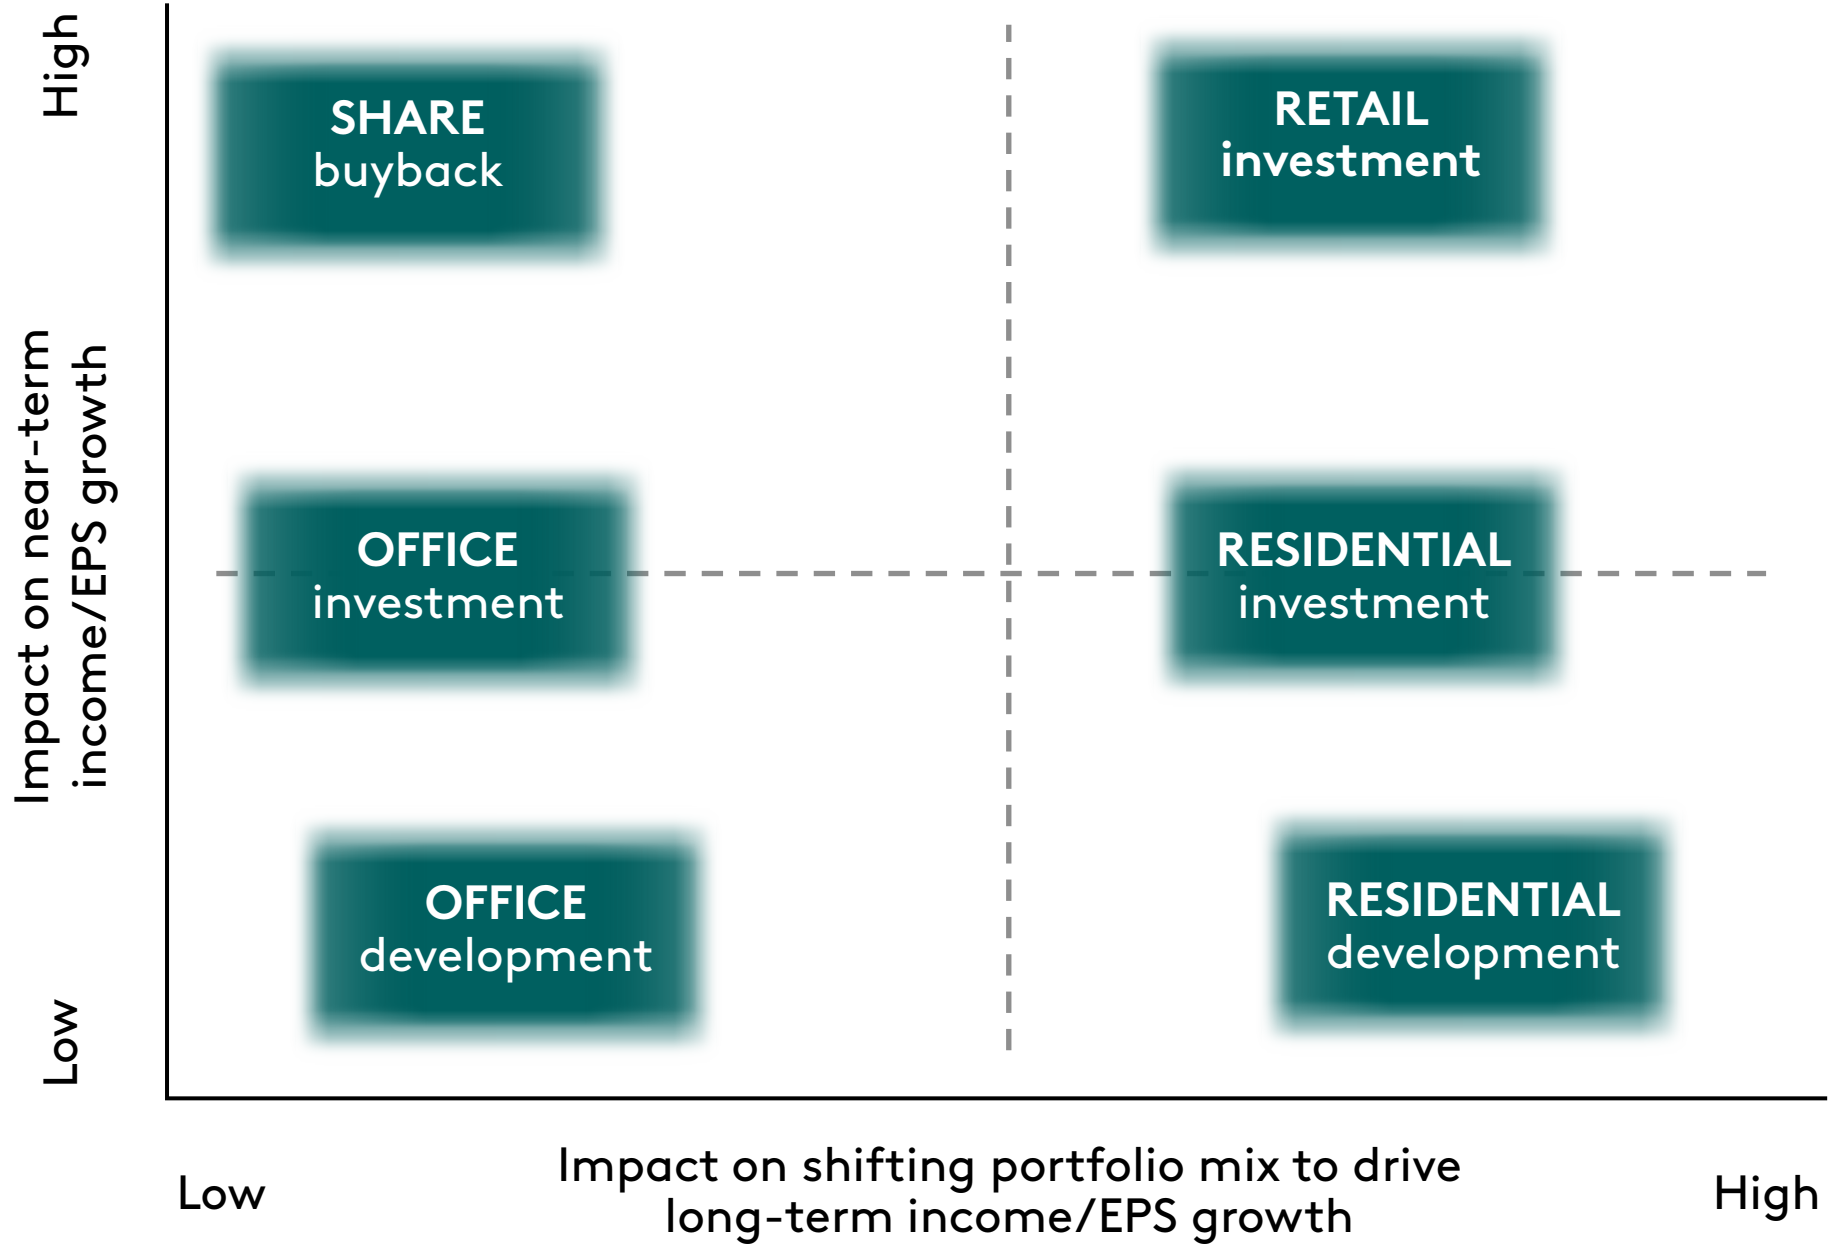 High
SHARE
buyback
RETAIL
investment
Impact on near-term
income/EPS growth
OFFICE
investment
RESIDENTIAL
investment
OFFICE
development
RESIDENTIAL
development
Low
Low
Impact on shifting portfolio mix to drive
long-term income/EPS growth
High